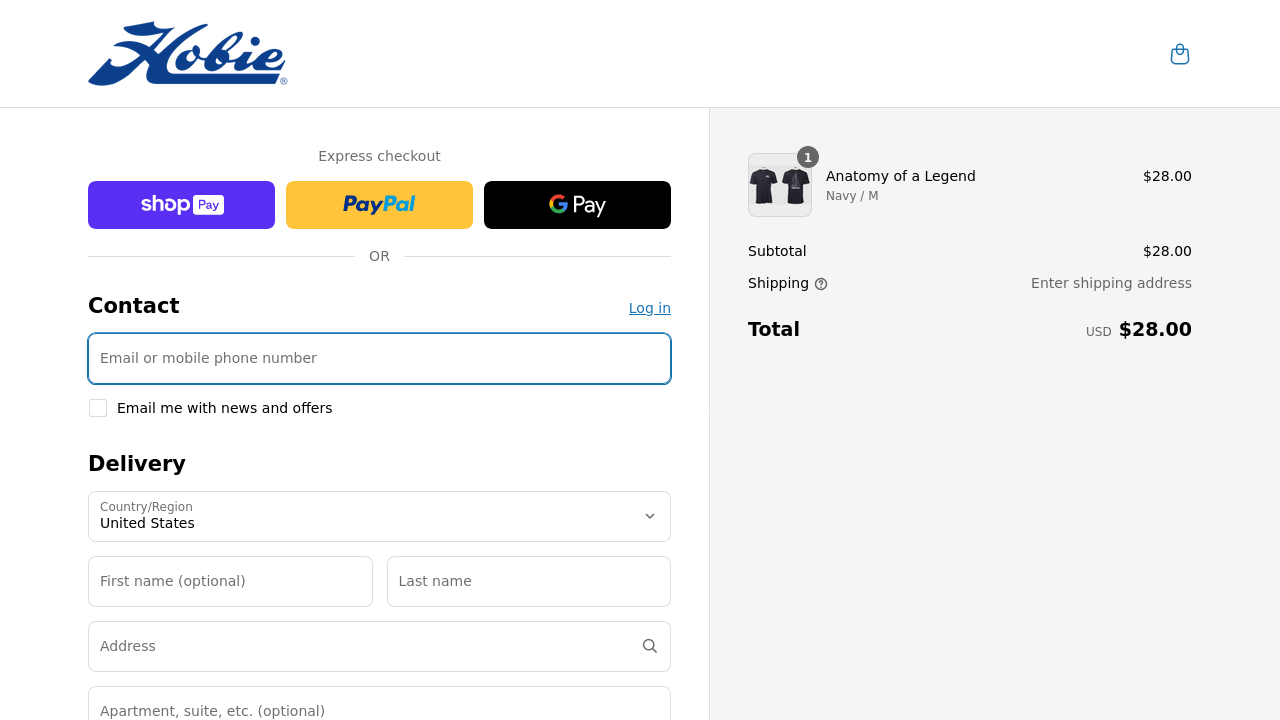 Hobie®
Express checkout
shop Pay
PayPal
G Pay
OR
Contact
Log in
Email or mobile phone number
Email me with news and offers
Delivery
Country/Region
United States
First name (optional)
Last name
Address
Apartment, suite, etc. (optional)
1
Anatomy of a Legend
$28.00
Navy / M
Subtotal
$28.00
Shipping
Enter shipping address
Total
USD $28.00